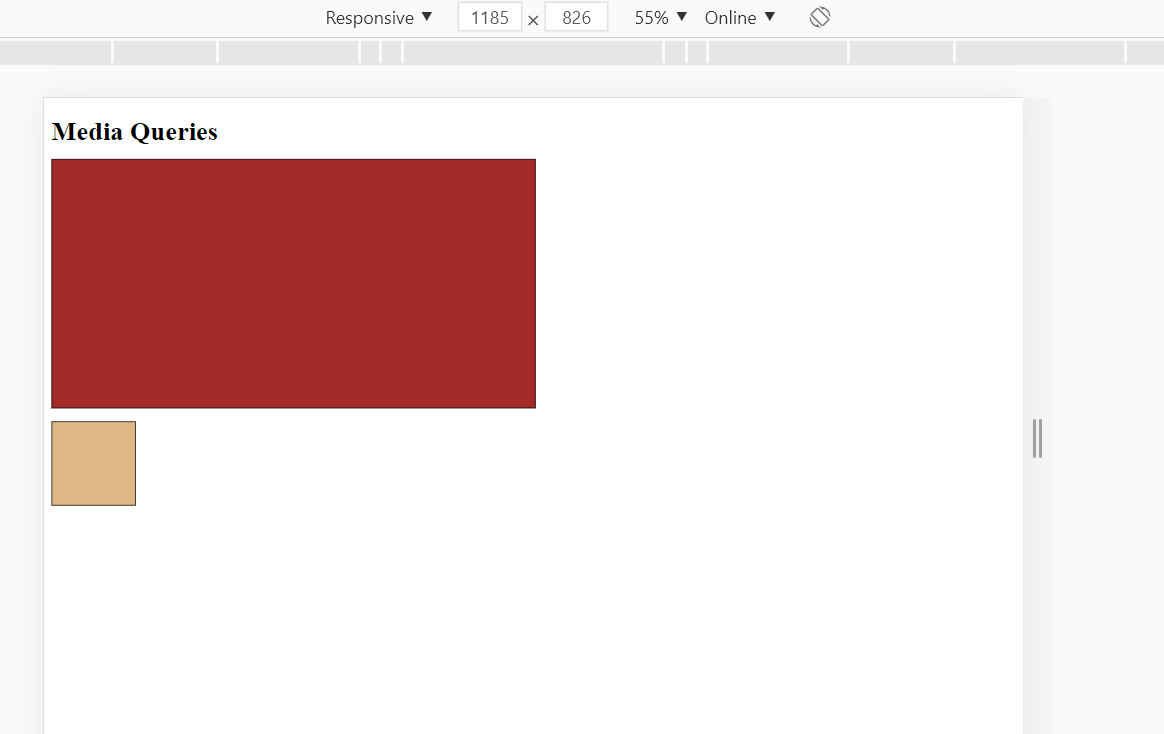 Responsive ▼ 1185 × 826 55% ▼ Online ▼
Media Queries